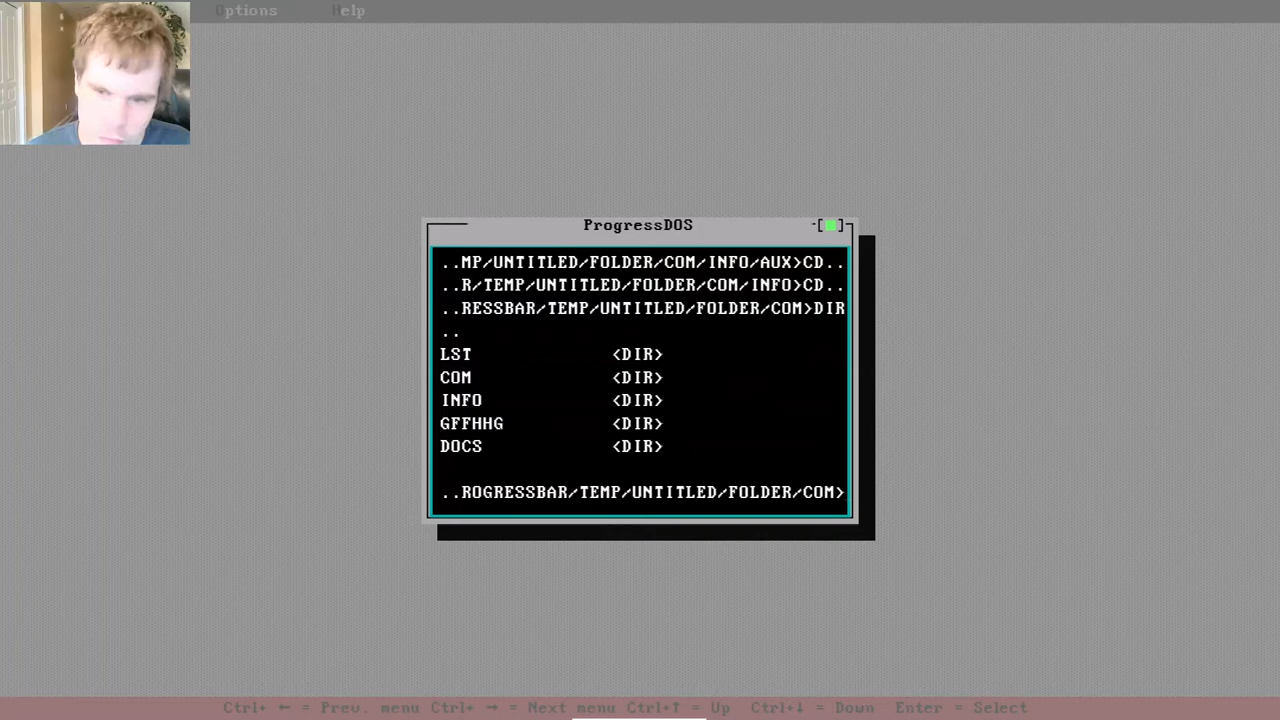 Options Help
ProgressDOS
..MP/UNTITLED/FOLDER/COM/INFO/AUX>CD..
..R/TEMP/UNTITLED/FOLDER/COM/INFO>CD..
..RESSBAR/TEMP/UNTITLED/FOLDER/COM>DIR
..
LST <DIR>
COM <DIR>
INFO <DIR>
GFFHHG <DIR>
DOCS <DIR>
..ROGRESSBAR/TEMP/UNTITLED/FOLDER/COM>
Ctrl+ ← = Prev. menu Ctrl+ → = Next menu Ctrl+↑ = Up Ctrl+↓ = Down Enter = Select